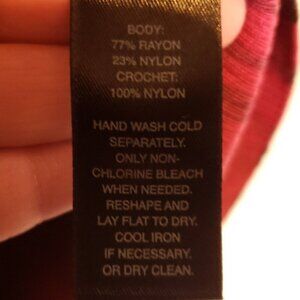 BODY:
77% RAYON
23% NYLON
CROCHET:
100% NYLON
HAND WASH COLD
SEPARATELY.
ONLY NON-
CHLORINE BLEACH
WHEN NEEDED.
RESHAPE AND
LAY FLAT TO DRY.
COOL IRON
IF NECESSARY.
OR DRY CLEAN.